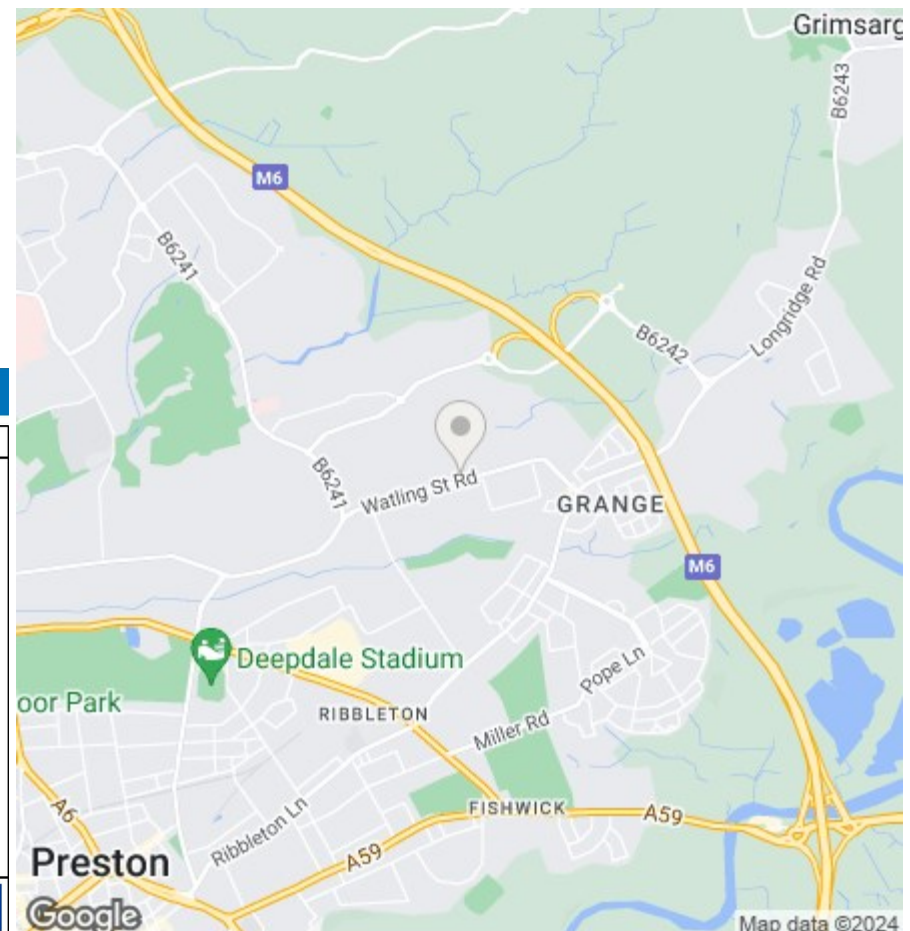 Grimsarg
B6243
M6
B6241
Longridge Rd
B6242
B6241
Watling St Rd
GRANGE
M6
Deepdale Stadium
oor Park
Pope Ln
RIBBLETON
Miller Rd
A6
Ribbleton Ln
FISHWICK
A59
A59
Preston
Google
Map data ©2024